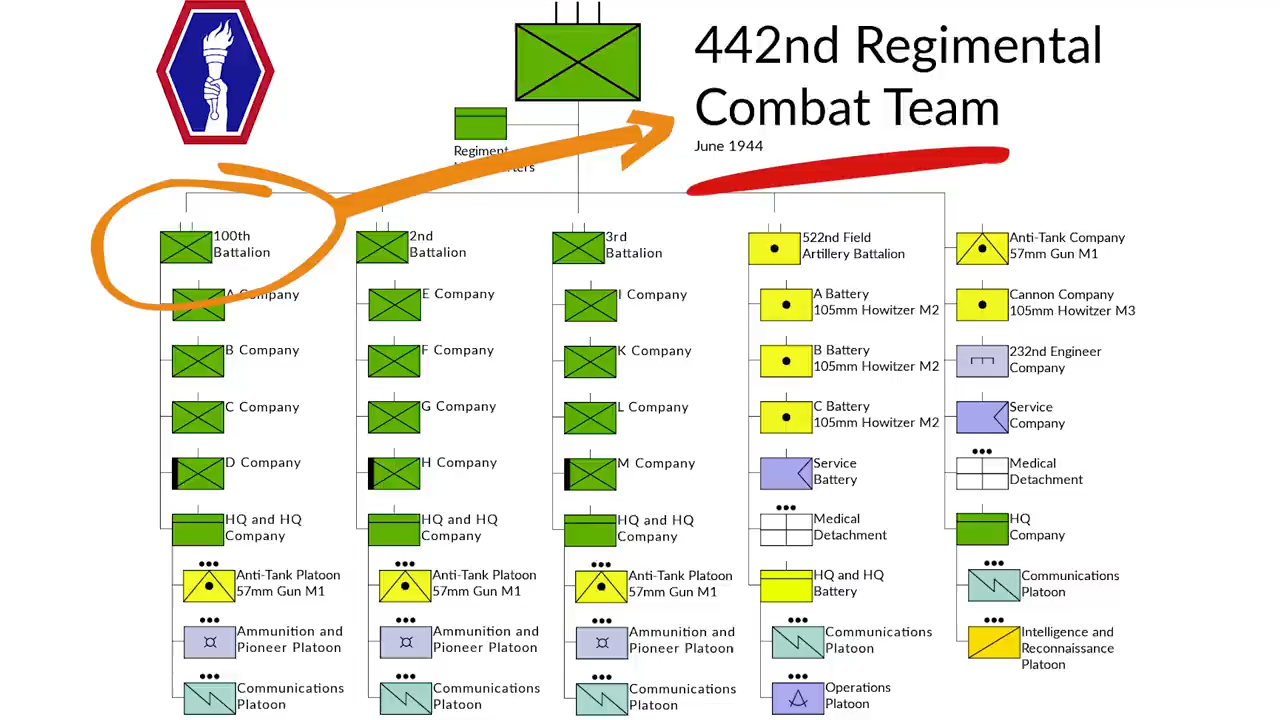 442nd Regimental
Combat Team
June 1944
Regiment
100th
Battalion
A Company
B Company
C Company
D Company
HQ and HQ
Company
Anti-Tank Platoon
57mm Gun M1
Ammunition and
Pioneer Platoon
Communications
Platoon
2nd
Battalion
E Company
F Company
G Company
H Company
HQ and HQ
Company
Anti-Tank Platoon
57mm Gun M1
Ammunition and
Pioneer Platoon
Communications
Platoon
3rd
Battalion
I Company
K Company
L Company
M Company
HQ and HQ
Company
Anti-Tank Platoon
57mm Gun M1
Ammunition and
Pioneer Platoon
Communications
Platoon
522nd Field
Artillery Battalion
A Battery
105mm Howitzer M2
B Battery
105mm Howitzer M2
C Battery
105mm Howitzer M2
Service
Battery
Medical
Detachment
HQ and HQ
Battery
Communications
Platoon
Operations
Platoon
Anti-Tank Company
57mm Gun M1
Cannon Company
105mm Howitzer M3
232nd Engineer
Company
Service
Company
Medical
Detachment
HQ
Company
Communications
Platoon
Intelligence and
Reconnaissance
Platoon